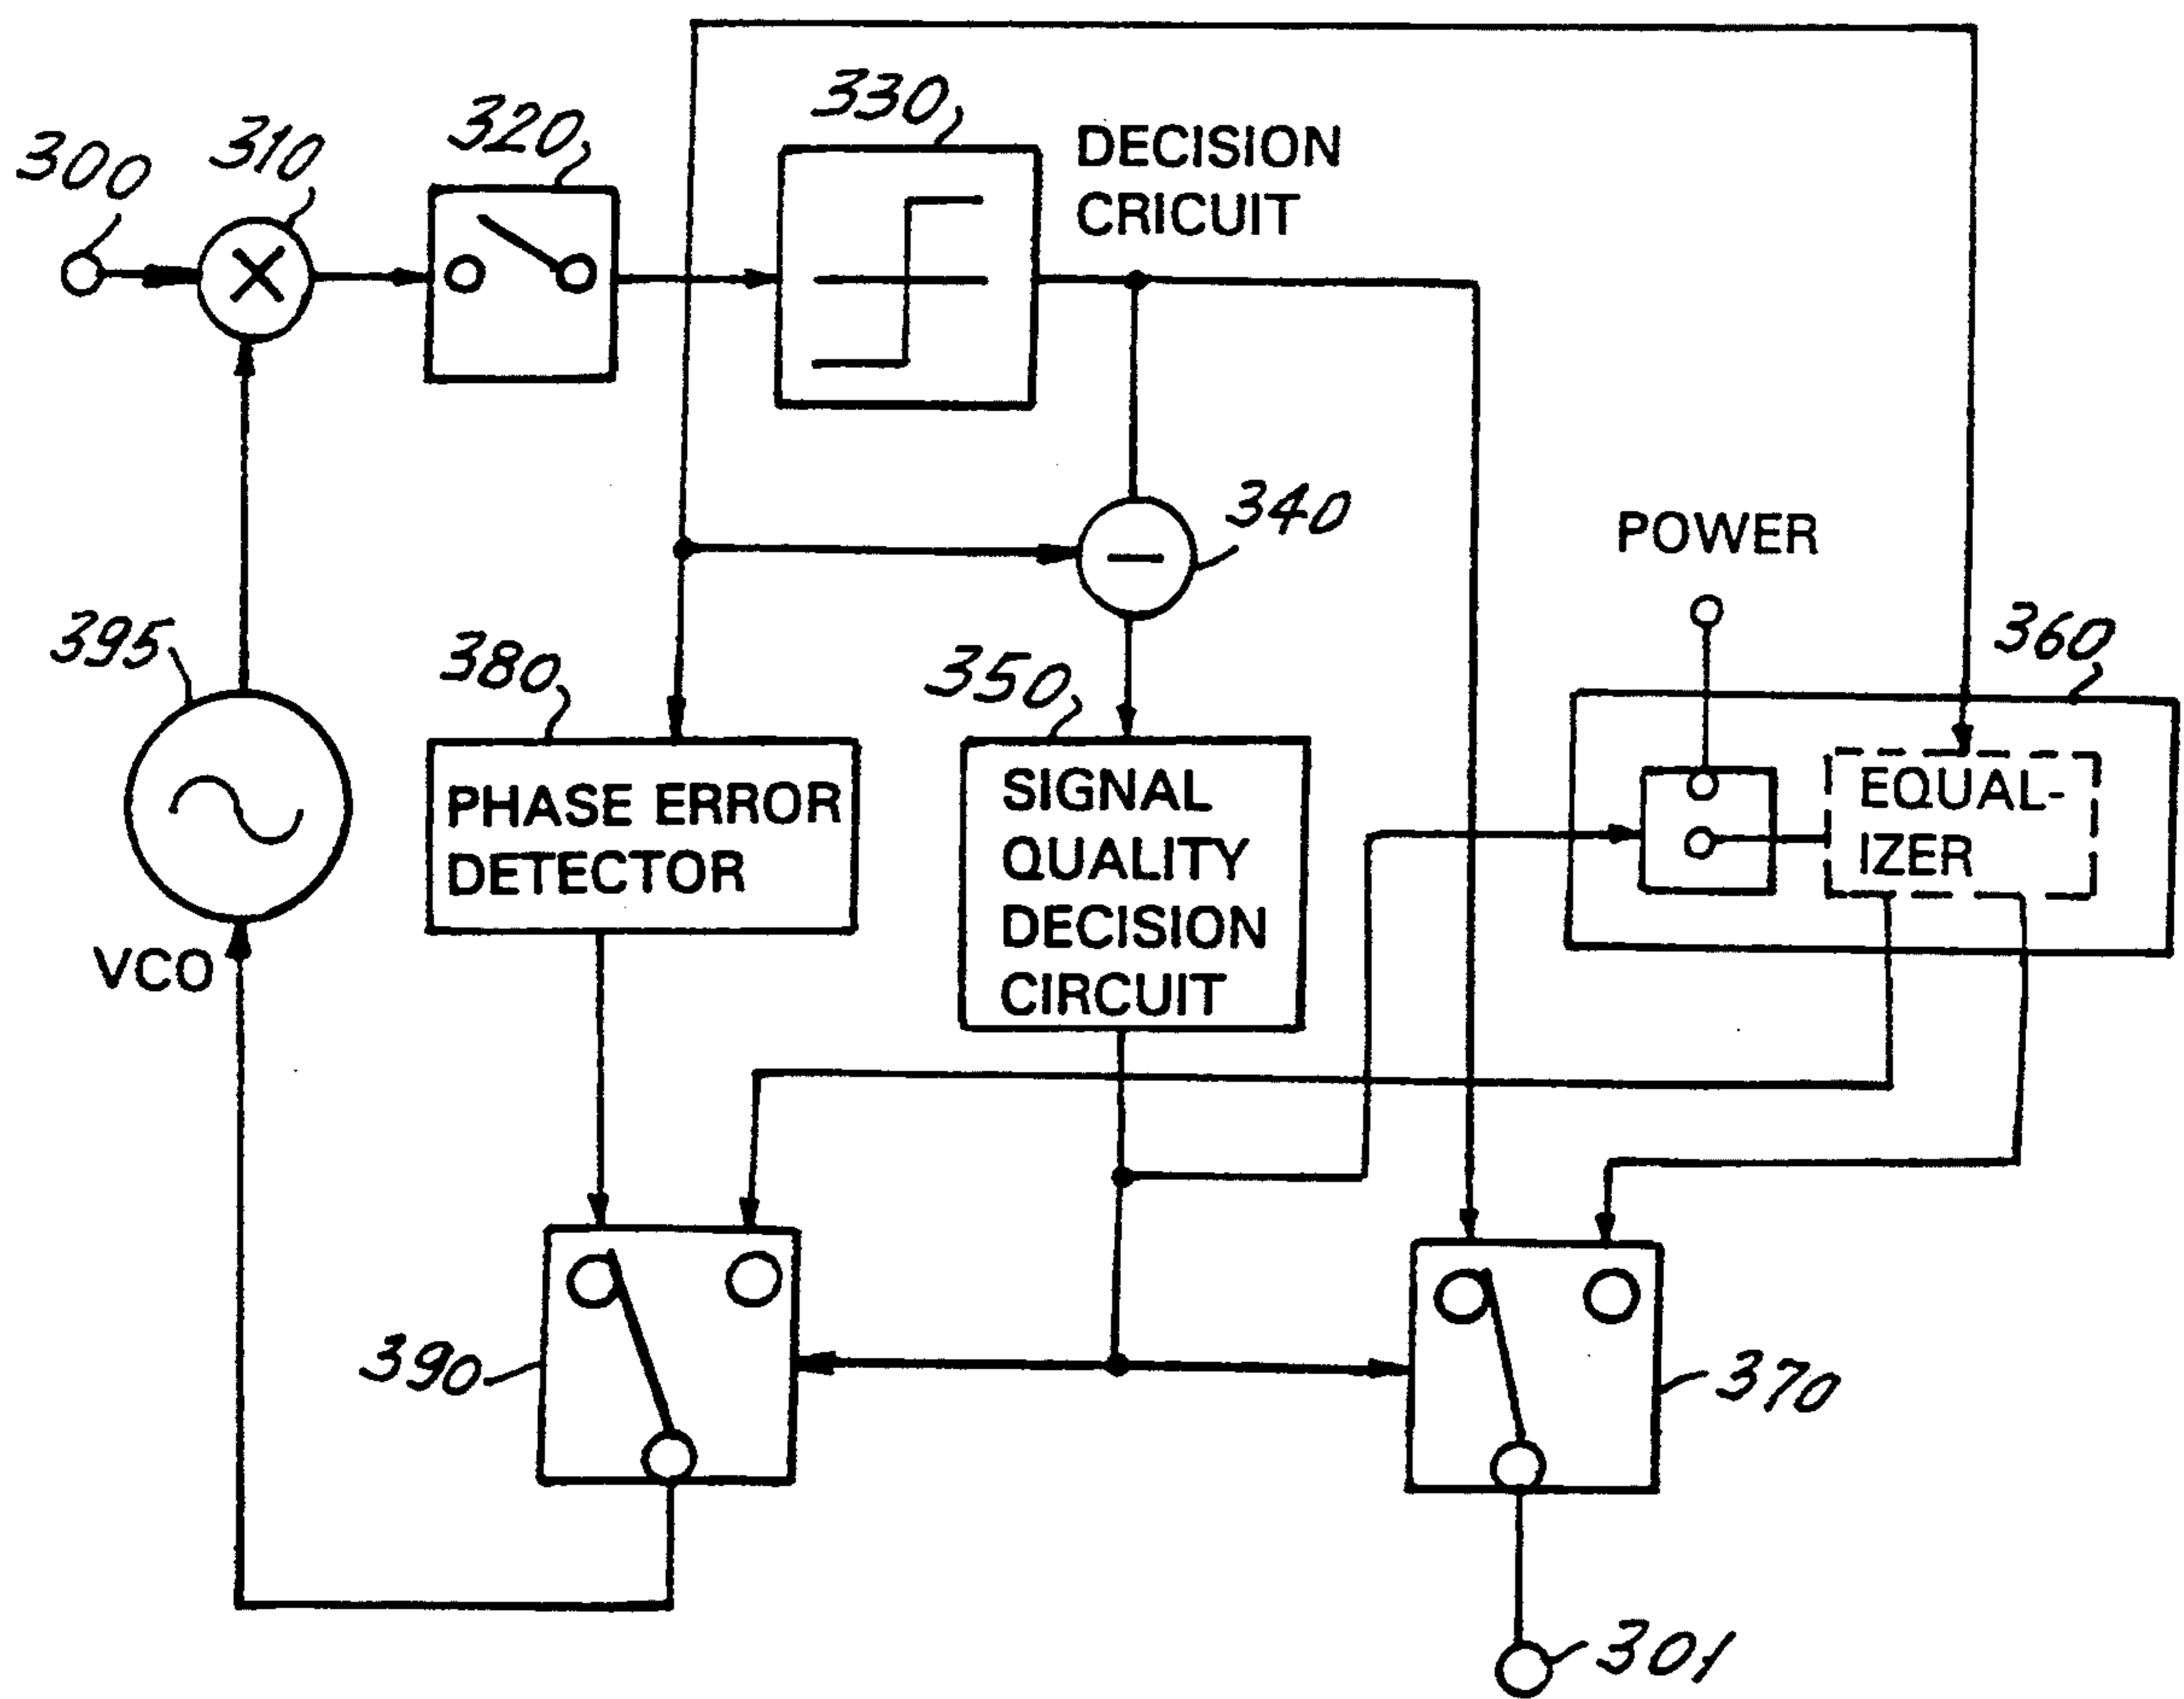 300
310
320
330
DECISION
CRICUIT
340
POWER
360
395
380
350
PHASE ERROR
DETECTOR
SIGNAL
QUALITY
DECISION
CIRCUIT
EQUAL-
IZER
VCO
390
370
301